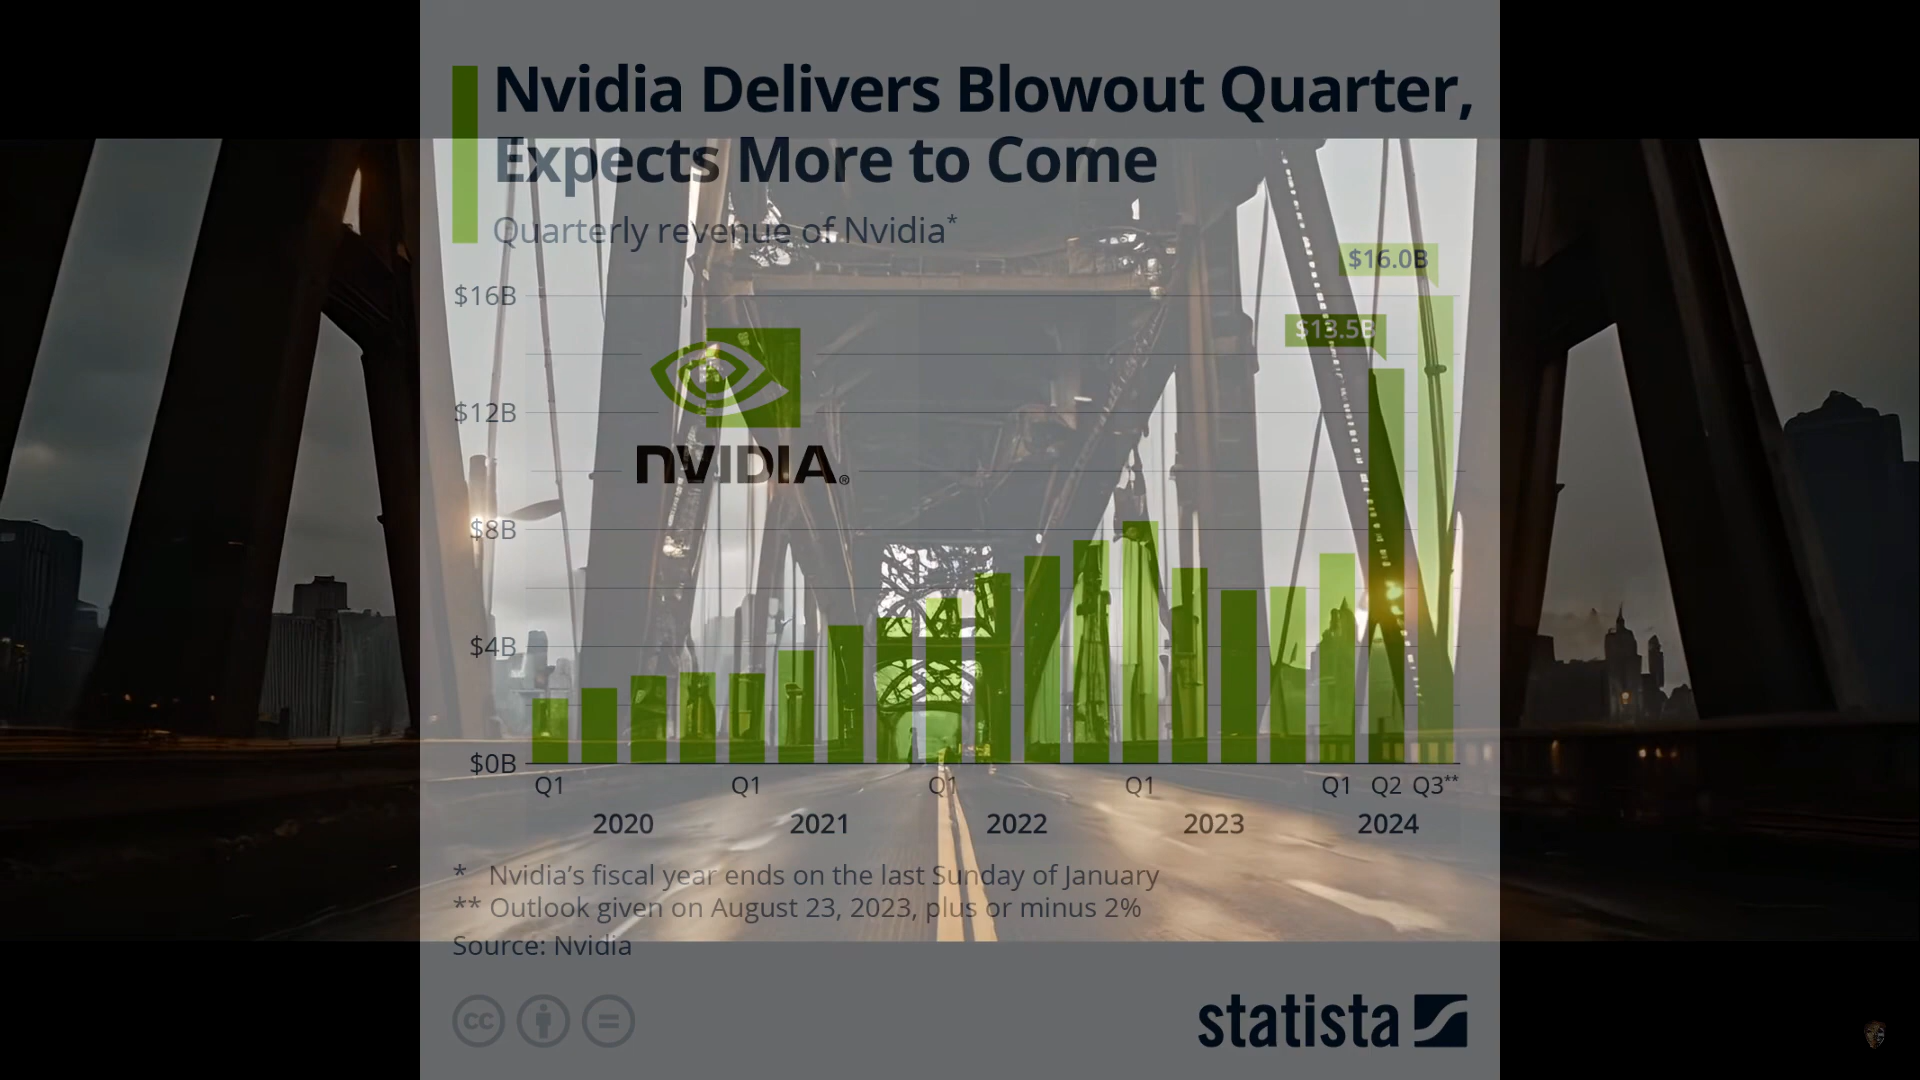 Nvidia Delivers Blowout Quarter,
Expects More to Come
Quarterly revenue of Nvidia*
$16.0B
$16B
$13.5B
$12B
NVIDIA®
$8B
$4B
$0B
Q1 Q1 Q1 Q1 Q1 Q2 Q3**
2020 2021 2022 2023 2024
* Nvidia’s fiscal year ends on the last Sunday of January
** Outlook given on August 23, 2023, plus or minus 2%
Source: Nvidia
cc
statista